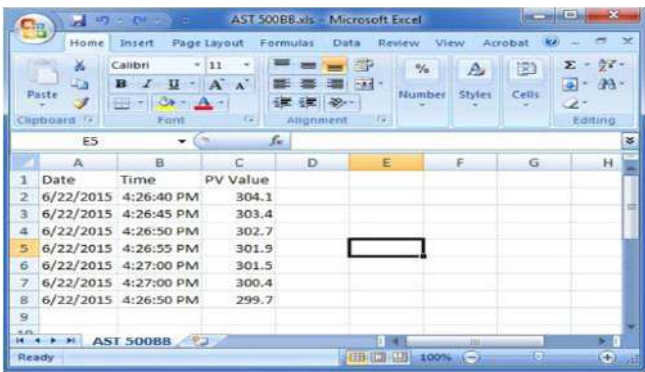 AST 500BB.xls - Microsoft Excel
Home Insert Page Layout Formulas Data Review View Acrobat
Paste
Calibri 11
B I U A A
%
Number
Styles
Cells
Σ
Clipboard Font Alignment Editing
E5 fx
A B C D E F G H
1 Date Time PV Value
2 6/22/2015 4:26:40 PM 304.1
3 6/22/2015 4:26:45 PM 303.4
4 6/22/2015 4:26:50 PM 302.7
5 6/22/2015 4:26:55 PM 301.9
6 6/22/2015 4:27:00 PM 301.5
7 6/22/2015 4:27:00 PM 300.4
8 6/22/2015 4:26:50 PM 299.7
9
10
AST 500BB
Ready 100%